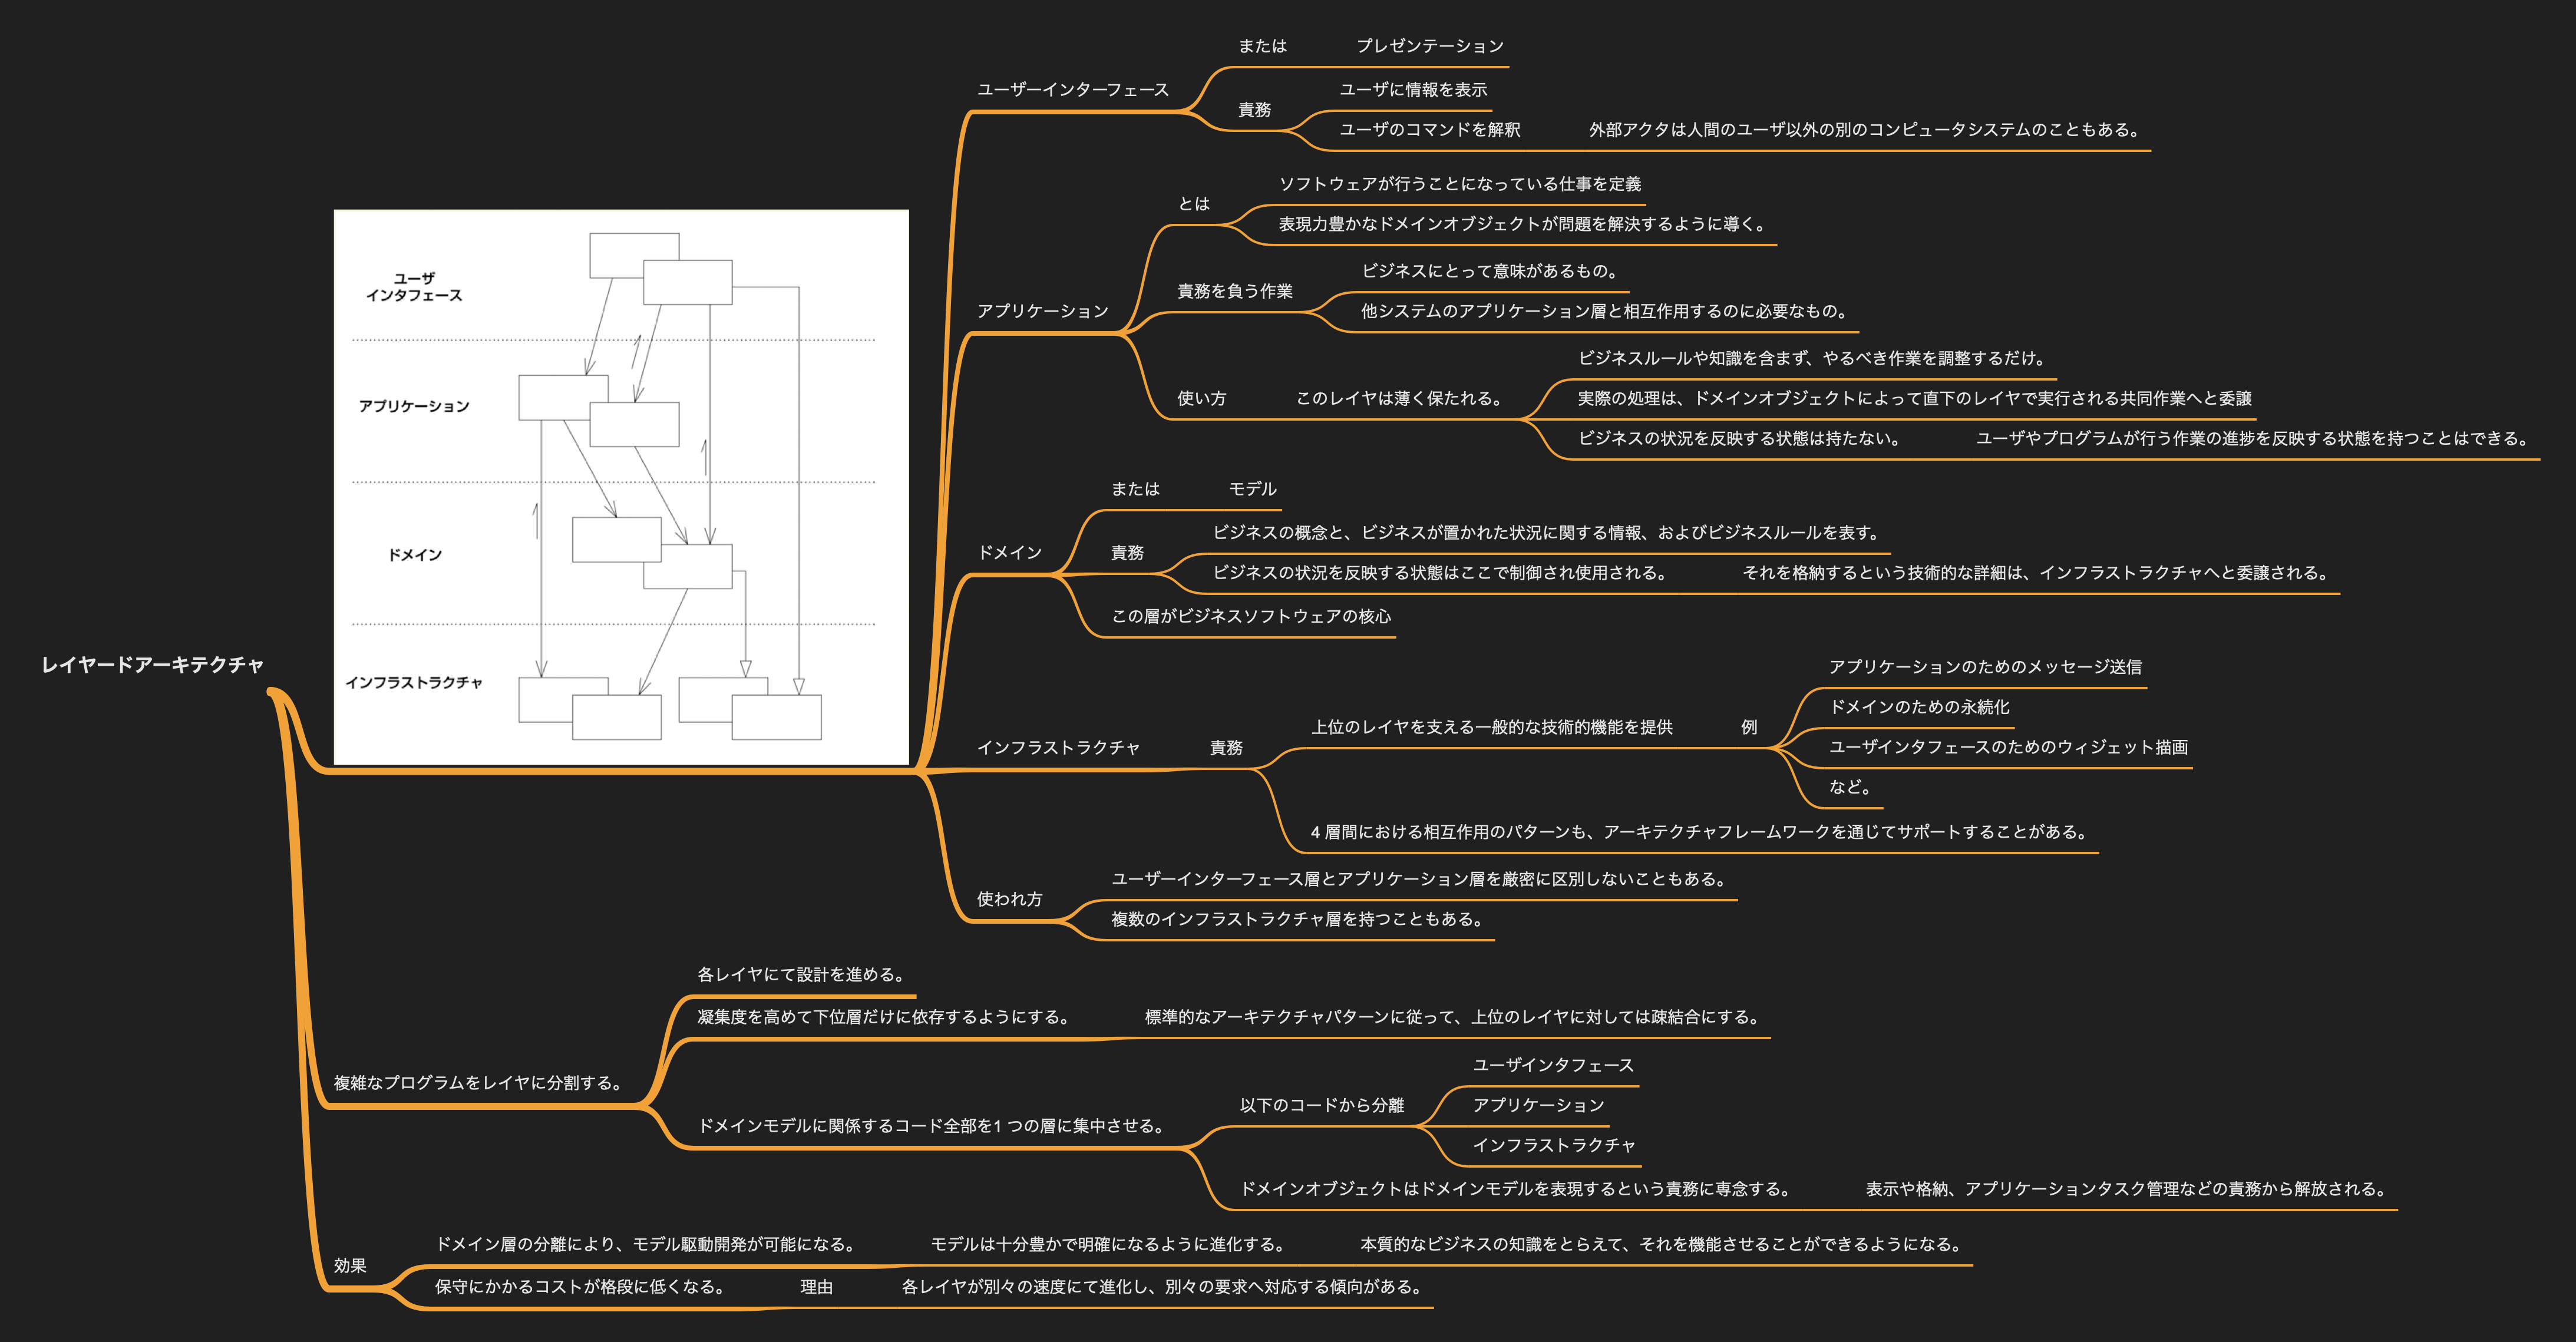 レイヤードアーキテクチャ
ユーザ
インタフェース
アプリケーション
ドメイン
インフラストラクチャ
ユーザーインターフェース
または
プレゼンテーション
責務
ユーザに情報を表示
ユーザのコマンドを解釈
外部アクタは人間のユーザ以外の別のコンピュータシステムのこともある。
アプリケーション
とは
ソフトウェアが行うことになっている仕事を定義
表現力豊かなドメインオブジェクトが問題を解決するように導く。
責務を負う作業
ビジネスにとって意味があるもの。
他システムのアプリケーション層と相互作用するのに必要なもの。
使い方
このレイヤは薄く保たれる。
ビジネスルールや知識を含まず、やるべき作業を調整するだけ。
実際の処理は、ドメインオブジェクトによって直下のレイヤで実行される共同作業へと委譲
ビジネスの状況を反映する状態は持たない。
ユーザやプログラムが行う作業の進捗を反映する状態を持つことはできる。
ドメイン
または
モデル
責務
ビジネスの概念と、ビジネスが置かれた状況に関する情報、およびビジネスルールを表す。
ビジネスの状況を反映する状態はここで制御され使用される。
それを格納するという技術的な詳細は、インフラストラクチャへと委譲される。
この層がビジネスソフトウェアの核心
インフラストラクチャ
責務
上位のレイヤを支える一般的な技術的機能を提供
例
アプリケーションのためのメッセージ送信
ドメインのための永続化
ユーザインタフェースのためのウィジェット描画
など。
4 層間における相互作用のパターンも、アーキテクチャフレームワークを通じてサポートすることがある。
使われ方
ユーザーインターフェース層とアプリケーション層を厳密に区別しないこともある。
複数のインフラストラクチャ層を持つこともある。
複雑なプログラムをレイヤに分割する。
各レイヤにて設計を進める。
凝集度を高めて下位層だけに依存するようにする。
標準的なアーキテクチャパターンに従って、上位のレイヤに対しては疎結合にする。
ドメインモデルに関係するコード全部を1 つの層に集中させる。
以下のコードから分離
ユーザインタフェース
アプリケーション
インフラストラクチャ
ドメインオブジェクトはドメインモデルを表現するという責務に専念する。
表示や格納、アプリケーションタスク管理などの責務から解放される。
効果
ドメイン層の分離により、モデル駆動開発が可能になる。
モデルは十分豊かで明確になるように進化する。
本質的なビジネスの知識をとらえて、それを機能させることができるようになる。
保守にかかるコストが格段に低くなる。
理由
各レイヤが別々の速度にて進化し、別々の要求へ対応する傾向がある。